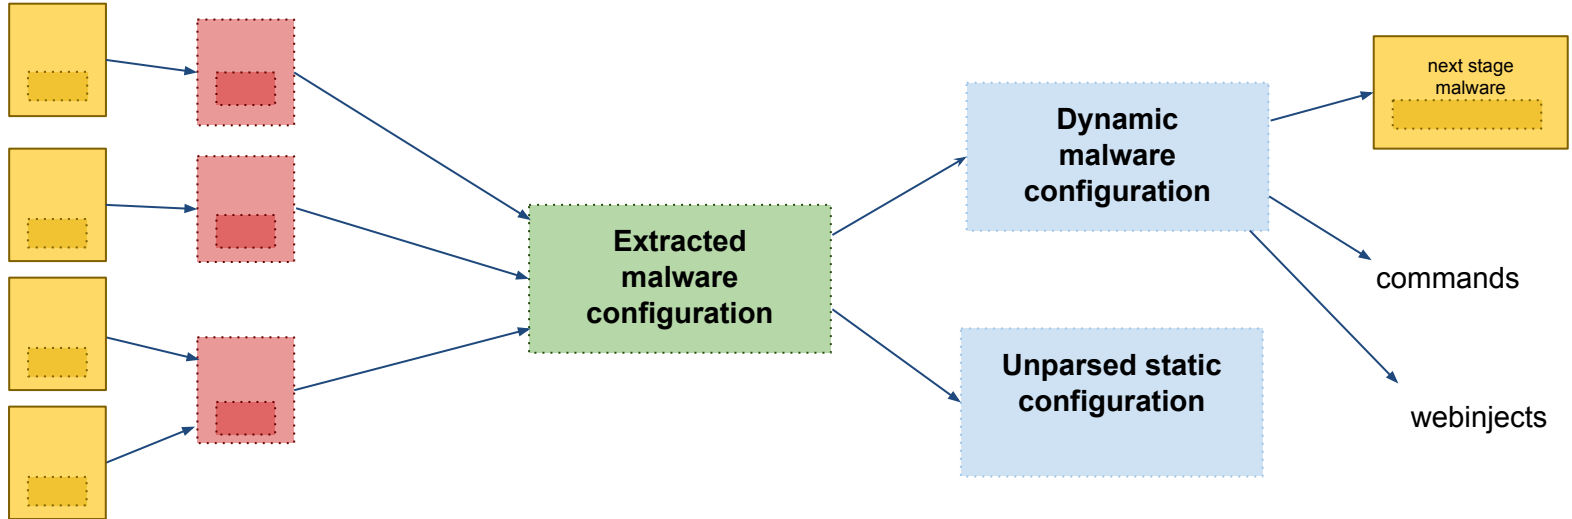 next stage
malware
Dynamic
malware
configuration
Extracted
malware
configuration
commands
Unparsed static
configuration
webinjects